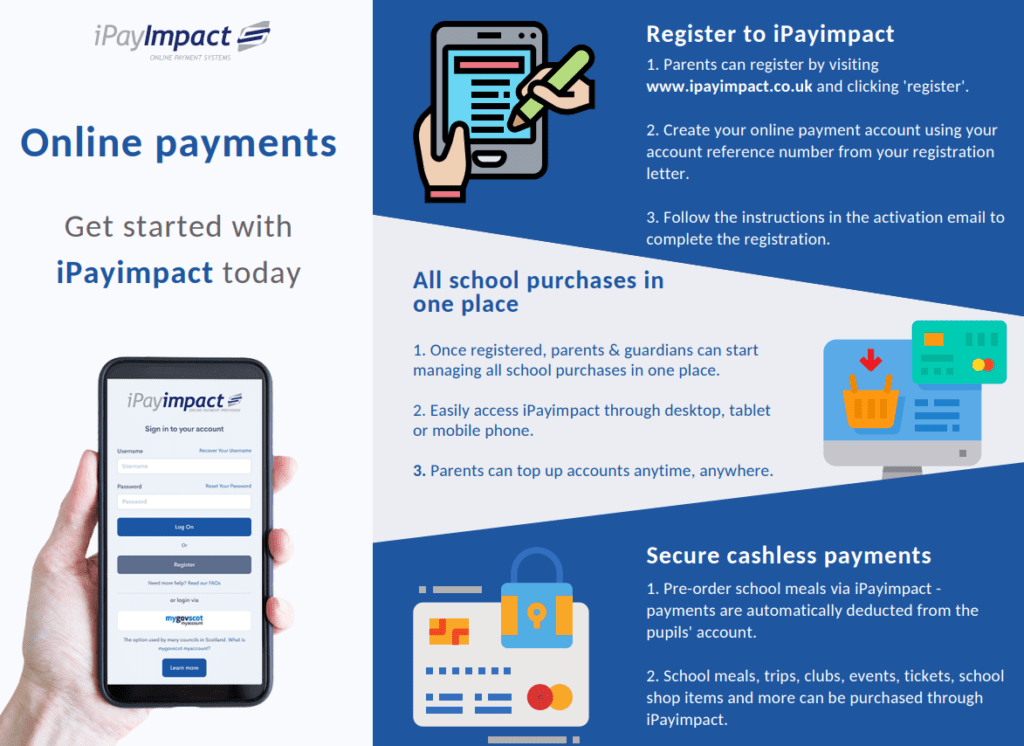 iPayImpact
ONLINE PAYMENT SYSTEMS
Online payments
Get started with
iPayimpact today
iPayimpact
ONLINE PAYMENT PROVIDERS
Sign in to your account
Username
Recover Your Username
Username
Password
Reset Your Password
Password
Log On
Or
Register
Need more help? Read our FAQs
or login via
mygovscot
myaccount
The option used by many councils in Scotland. What is
mygovscot myaccount?
Learn more
Register to iPayimpact
1. Parents can register by visiting
www.ipayimpact.co.uk and clicking 'register'.
2. Create your online payment account using your
account reference number from your registration
letter.
3. Follow the instructions in the activation email to
complete the registration.
All school purchases in
one place
1. Once registered, parents & guardians can start
managing all school purchases in one place.
2. Easily access iPayimpact through desktop, tablet
or mobile phone.
3. Parents can top up accounts anytime, anywhere.
Secure cashless payments
1. Pre-order school meals via iPayimpact -
payments are automatically deducted from the
pupils' account.
2. School meals, trips, clubs, events, tickets, school
shop items and more can be purchased through
iPayimpact.